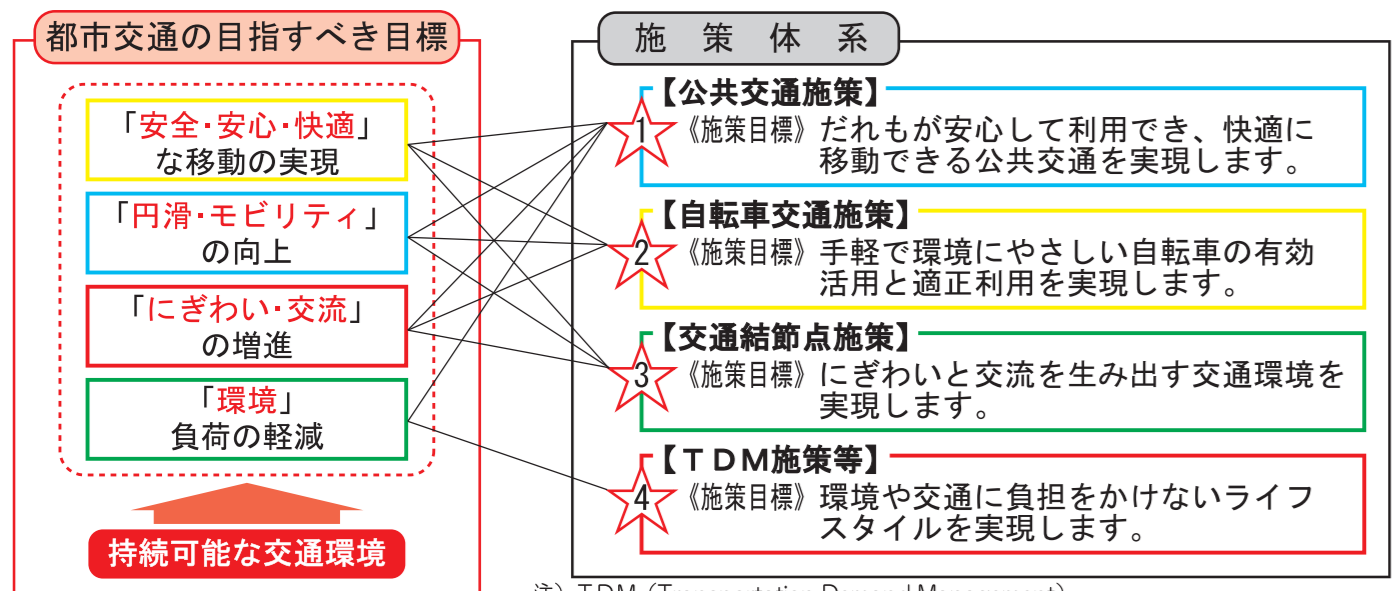 都市交通の目指すべき目標
「安全・安心・快適」
な移動の実現
「円滑・モビリティ」
の向上
「にぎわい・交流」
の増進
「環境」
負荷の軽減
持続可能な交通環境
施策体系
【公共交通施策】
1 《施策目標》だれもが安心して利用でき、快適に
移動できる公共交通を実現します。
【自転車交通施策】
2 《施策目標》手軽で環境にやさしい自転車の有効
活用と適正利用を実現します。
【交通結節点施策】
3 《施策目標》にぎわいと交流を生み出す交通環境を
実現します。
【ＴＤＭ施策等】
4 《施策目標》環境や交通に負担をかけないライフ
スタイルを実現します。
注）TDM（Transportation Demand Management）